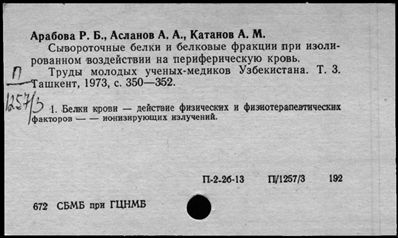 Арабова Р. Б., Асланов А. А., Катанов А. М.
Сывороточные белки и белковые фракции при изоли-
рованном воздействии на периферическую кровь.
Труды молодых ученых-медиков Узбекистана. Т. 3.
Ташкент, 1973, с. 350—352.
П
1257/3
1. Белки крови — действие физических и физиотерапевтических
факторов — — ионизирующих излучений.
П-2-26-13 П/1257/3 192
672 СБМБ при ГЦНМБ